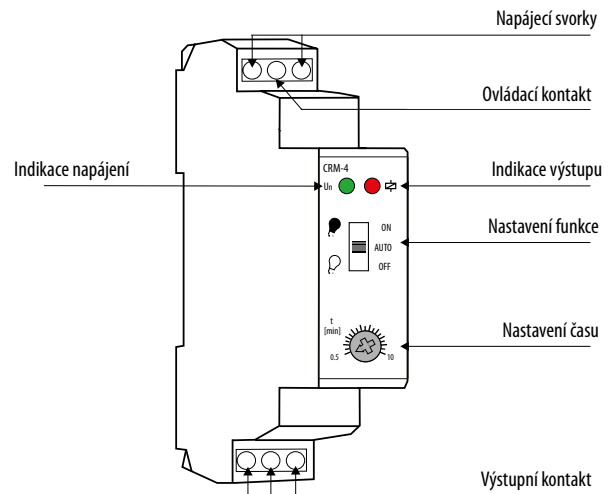 Napájecí svorky
Ovládací kontakt
Indikace napájení
CRM-4
Un
Indikace výstupu
ON
Nastavení funkce
AUTO
OFF
t
[min]
Nastavení času
0.5
10
Výstupní kontakt